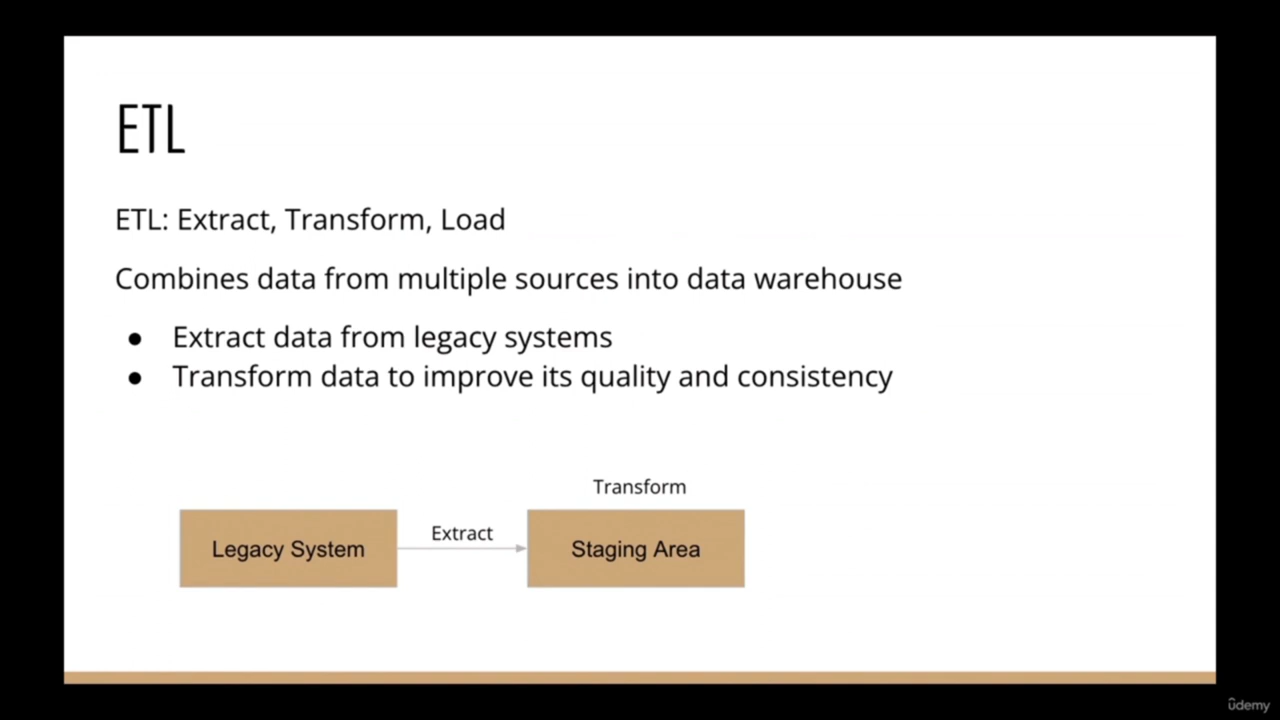 ETL
ETL: Extract, Transform, Load
Combines data from multiple sources into data warehouse
● Extract data from legacy systems
● Transform data to improve its quality and consistency
Transform
Legacy System
Extract
Staging Area
ûdemy